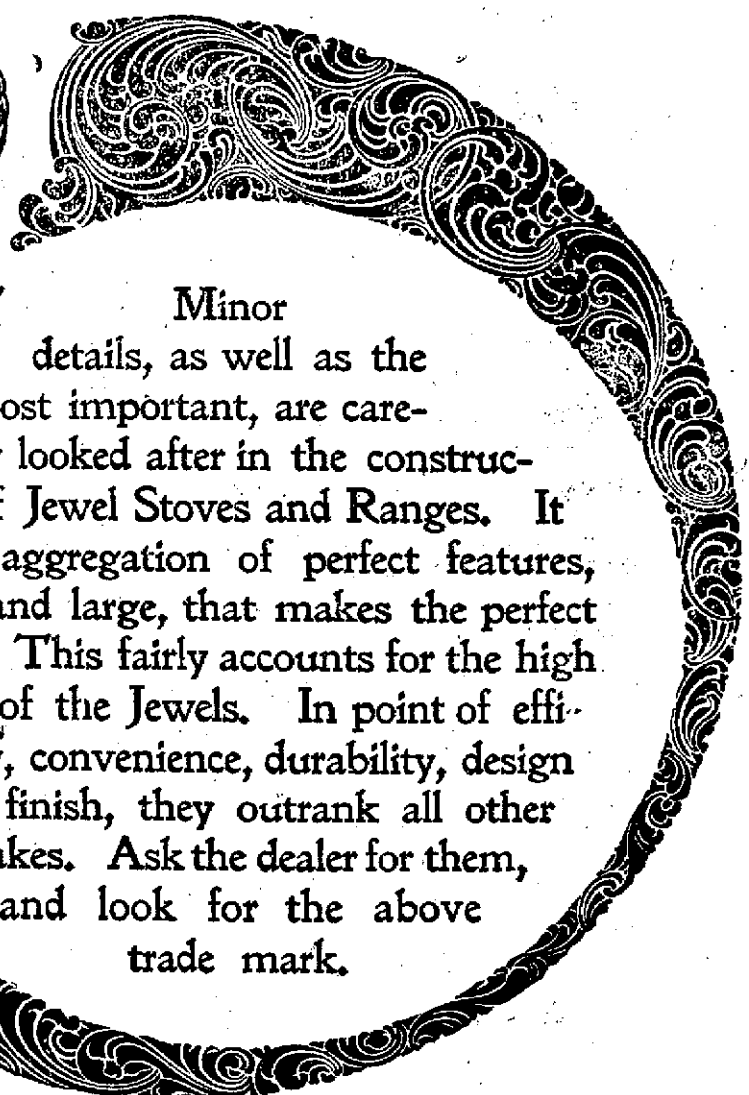 Minor
details, as well as the
ost important, are care-
looked after in the construc-
f Jewel Stoves and Ranges. It
aggregation of perfect features,
and large, that makes the perfect
This fairly accounts for the high
of the Jewels. In point of effi-
, convenience, durability, design
finish, they outrank all other
akes. Ask the dealer for them,
and look for the above
trade mark.